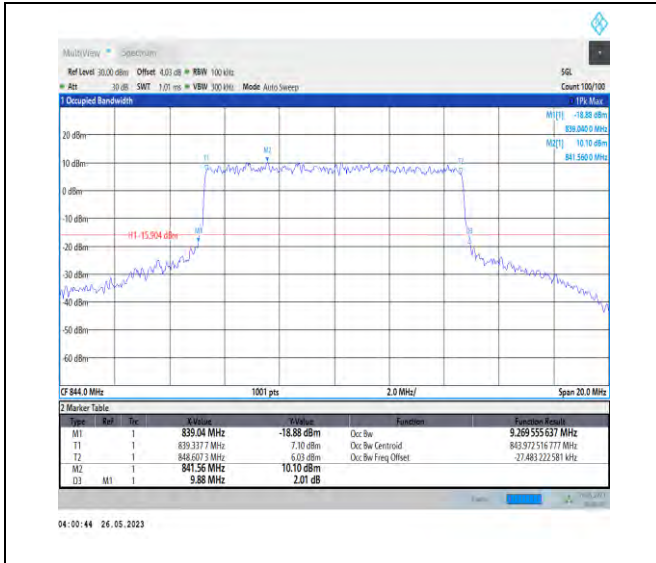 MultiView Spectrum
Ref Level 30.00 dBm Offset 4.03 dB RBW 100 kHz SGL
Att 30 dB SWT 1.01 ms VBW 300 kHz Mode Auto Sweep Count 100/100
1 Occupied Bandwidth 1Pk Max
M1[1] -18.88 dBm
839.040 0 MHz
M2[1] 10.10 dBm
841.560 0 MHz
20 dBm
M2
T1 T2
10 dBm
0 dBm
-10 dBm
H1 -15.904 dBm
-20 dBm
-30 dBm
-40 dBm
-50 dBm
-60 dBm
CF 844.0 MHz 1001 pts 2.0 MHz/ Span 20.0 MHz
2 Marker Table
Type Ref Trc X-Value Y-Value Function Function Results
M1 1 839.04 MHz -18.88 dBm Occ Bw 9.269 555 637 MHz
T1 1 839.337 7 MHz 7.10 dBm Occ Bw Centroid 843.972 516 777 MHz
T2 1 848.607 3 MHz 6.03 dBm Occ Bw Freq Offset -27.483 222 581 kHz
M2 1 841.56 MHz 10.10 dBm
D3 M1 1 9.88 MHz 2.01 dB
04:00:44 26.05.2023